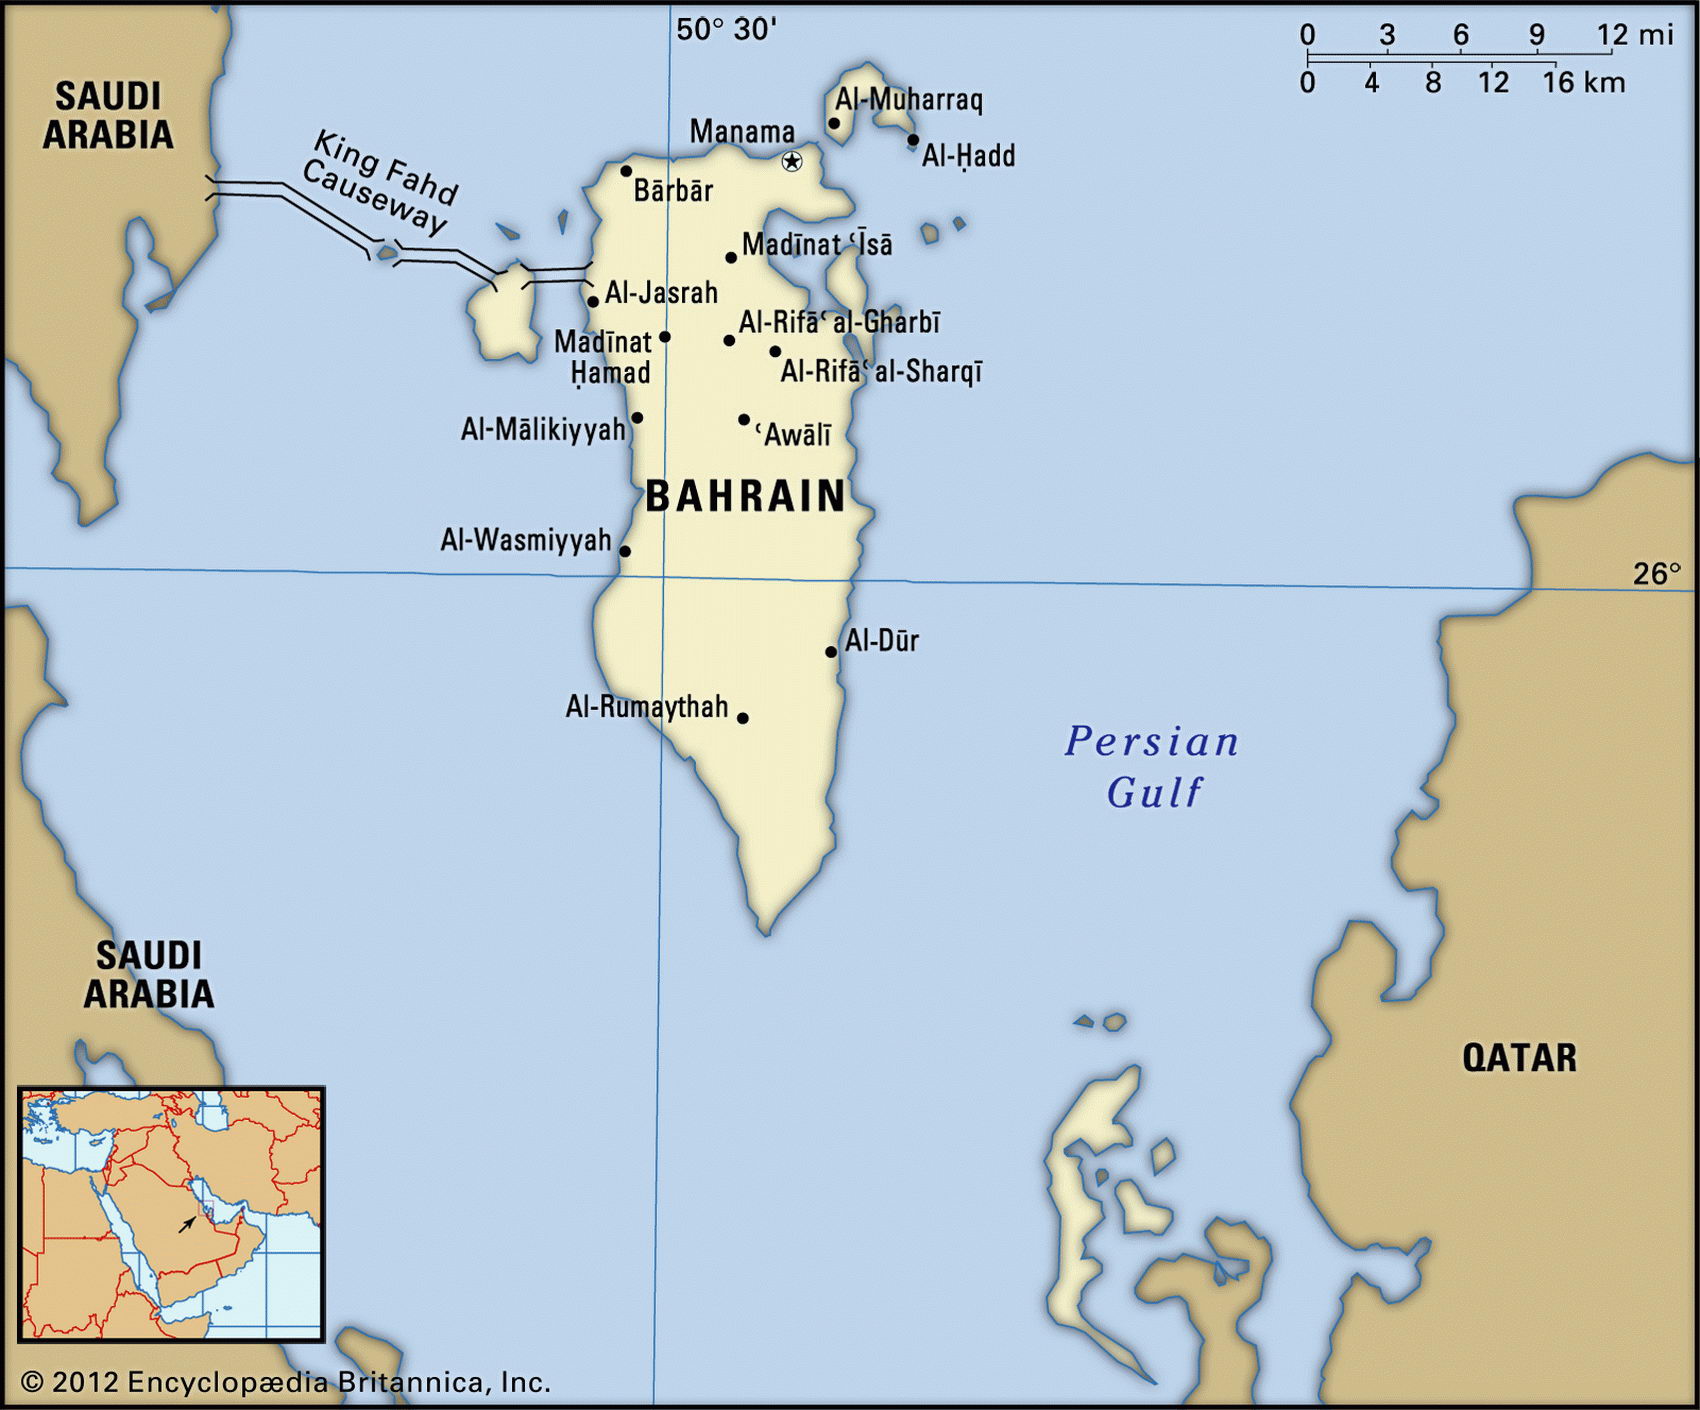 50° 30'
0 3 6 9 12 mi
0 4 8 12 16 km
SAUDI
ARABIA
Al-Muharraq
Manama
Al-Ḥadd
King Fahd
Causeway
Bārbār
Madīnat ʿĪsā
Al-Jasrah
Al-Rifāʿ al-Gharbī
Madīnat
Ḥamad
Al-Rifāʿ al-Sharqī
Al-Mālikiyyah
ʿAwālī
BAHRAIN
Al-Wasmiyyah
26°
Al-Dūr
Al-Rumaythah
Persian
Gulf
SAUDI
ARABIA
QATAR
© 2012 Encyclopædia Britannica, Inc.